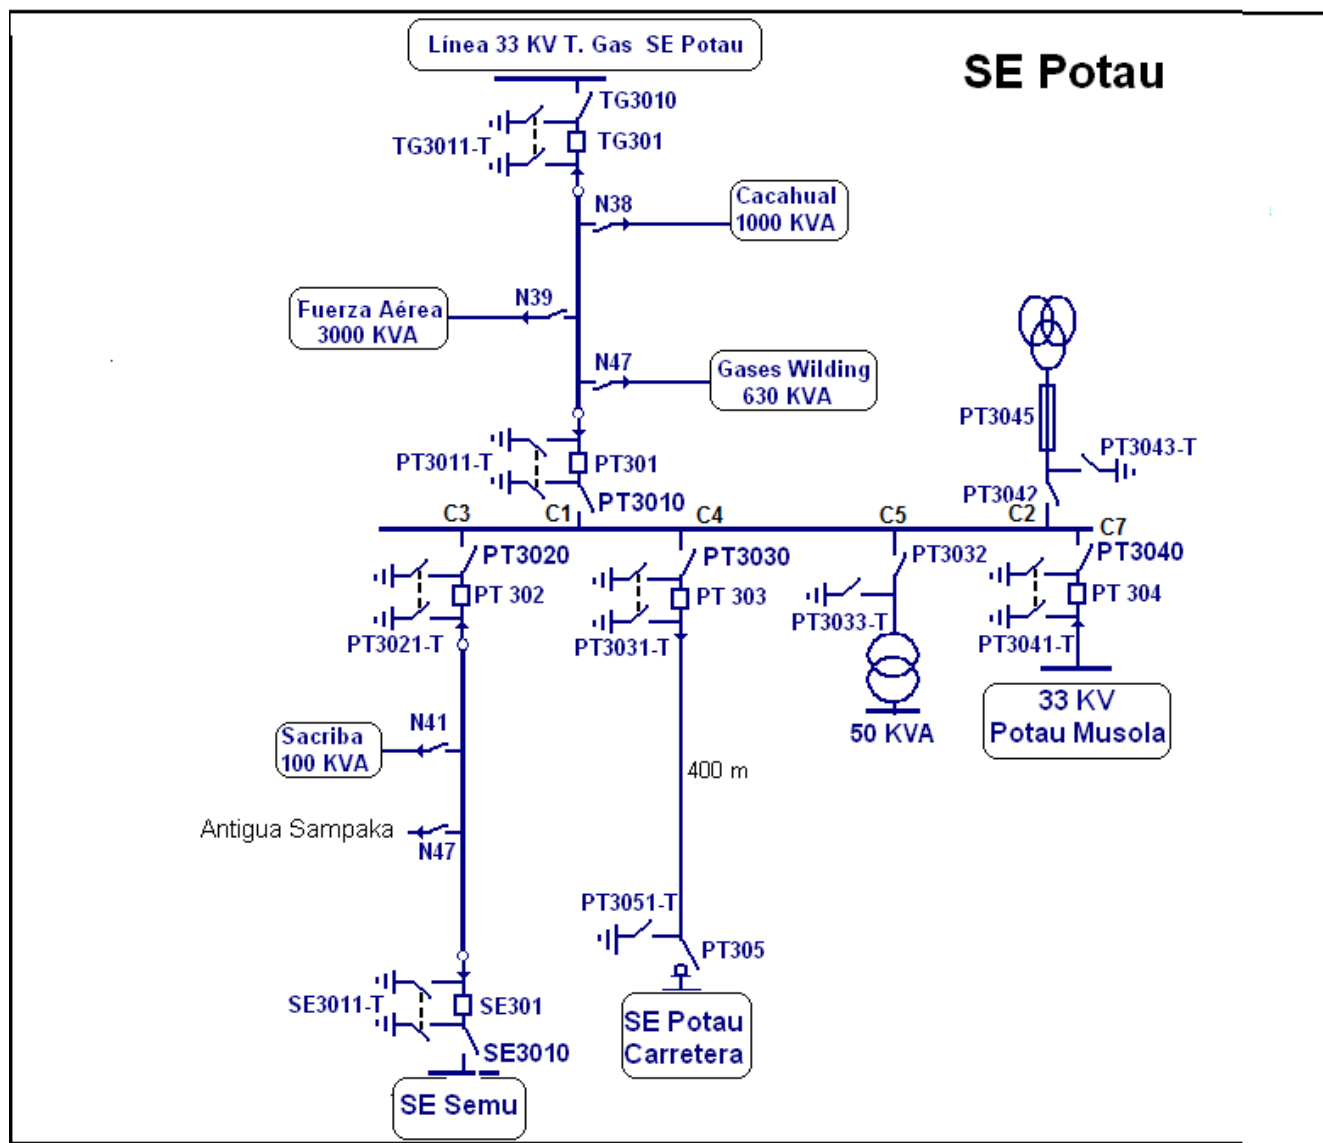 Línea 33 KV T. Gas SE Potau
SE Potau
TG3010
TG3011-T
TG301
N38
Cacahual
1000 KVA
N39
Fuerza Aérea
3000 KVA
N47
Gases Wilding
630 KVA
PT3045
PT3043-T
PT3011-T
PT301
PT3042
PT3010
C3
C1
C4
C5
C2
C7
PT3020
PT3030
PT3032
PT3040
PT 302
PT 303
PT3033-T
PT 304
PT3021-T
PT3031-T
PT3041-T
33 KV
Potau Musola
50 KVA
N41
Sacriba
100 KVA
400 m
Antigua Sampaka
N47
PT3051-T
PT305
SE3011-T
SE301
SE3010
SE Potau
Carretera
SE Semu